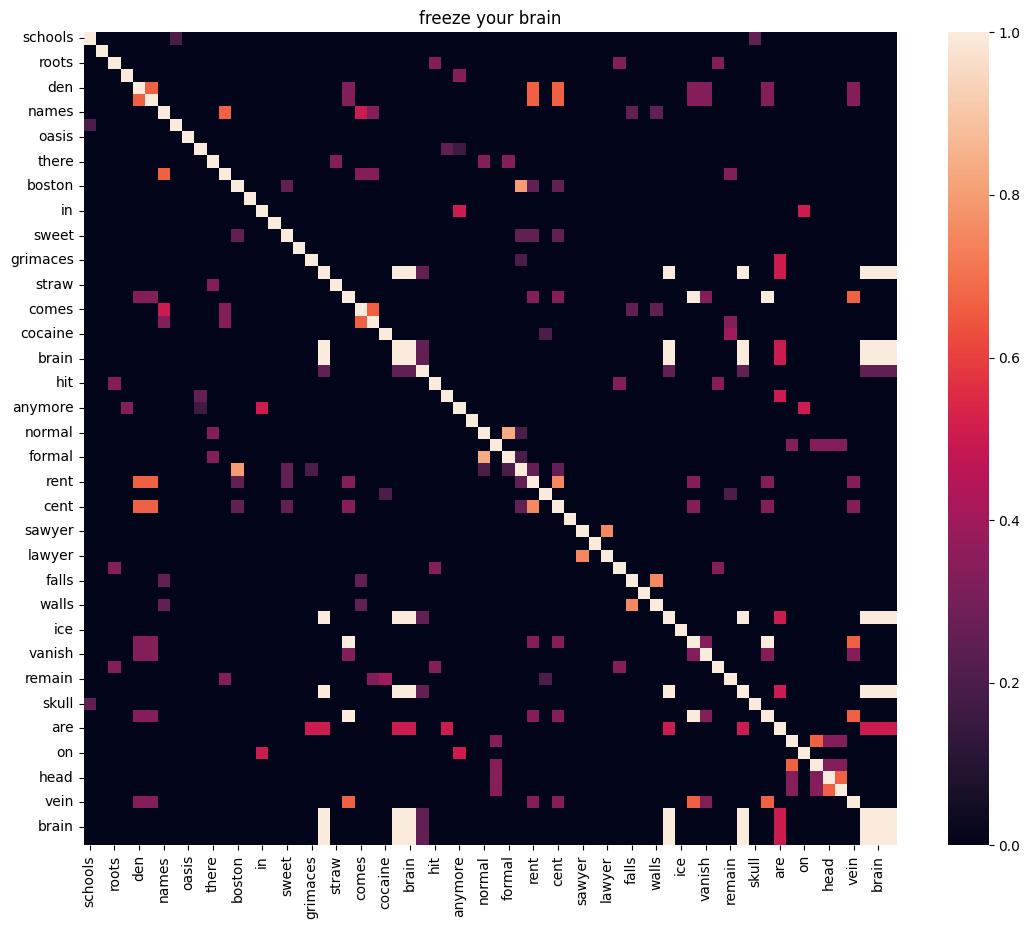 freeze your brain
schools
roots
den
names
oasis
there
boston
in
sweet
grimaces
straw
comes
cocaine
brain
hit
anymore
normal
formal
rent
cent
sawyer
lawyer
falls
walls
ice
vanish
remain
skull
are
on
head
vein
brain
schools
roots
den
names
oasis
there
boston
in
sweet
grimaces
straw
comes
cocaine
brain
hit
anymore
normal
formal
rent
cent
sawyer
lawyer
falls
walls
ice
vanish
remain
skull
are
on
head
vein
brain
1.0
0.8
0.6
0.4
0.2
0.0